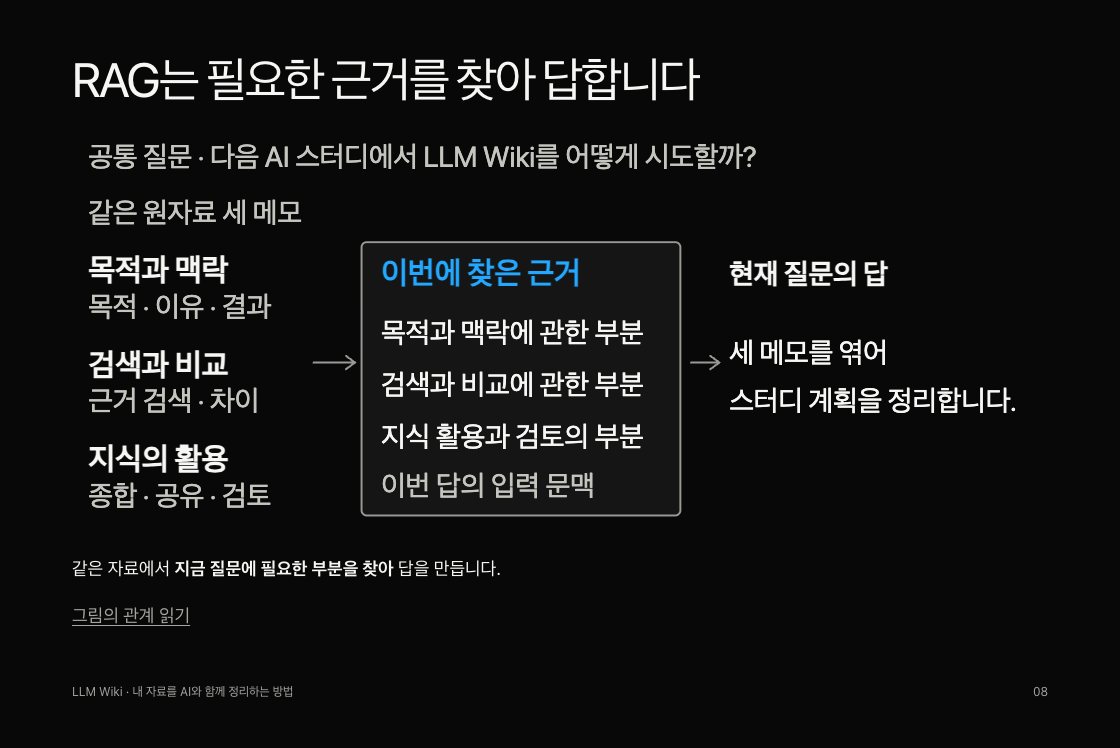 RAG는 필요한 근거를 찾아 답합니다
공통 질문 · 다음 AI 스터디에서 LLM Wiki를 어떻게 시도할까?
같은 원자료 세 메모
목적과 맥락
목적 · 이유 · 결과
검색과 비교
근거 검색 · 차이
지식의 활용
종합 · 공유 · 검토
이번에 찾은 근거
목적과 맥락에 관한 부분
검색과 비교에 관한 부분
지식 활용과 검토의 부분
이번 답의 입력 문맥
현재 질문의 답
세 메모를 엮어
스터디 계획을 정리합니다.
같은 자료에서 지금 질문에 필요한 부분을 찾아 답을 만듭니다.
그림의 관계 읽기
LLM Wiki · 내 자료를 AI와 함께 정리하는 방법
08